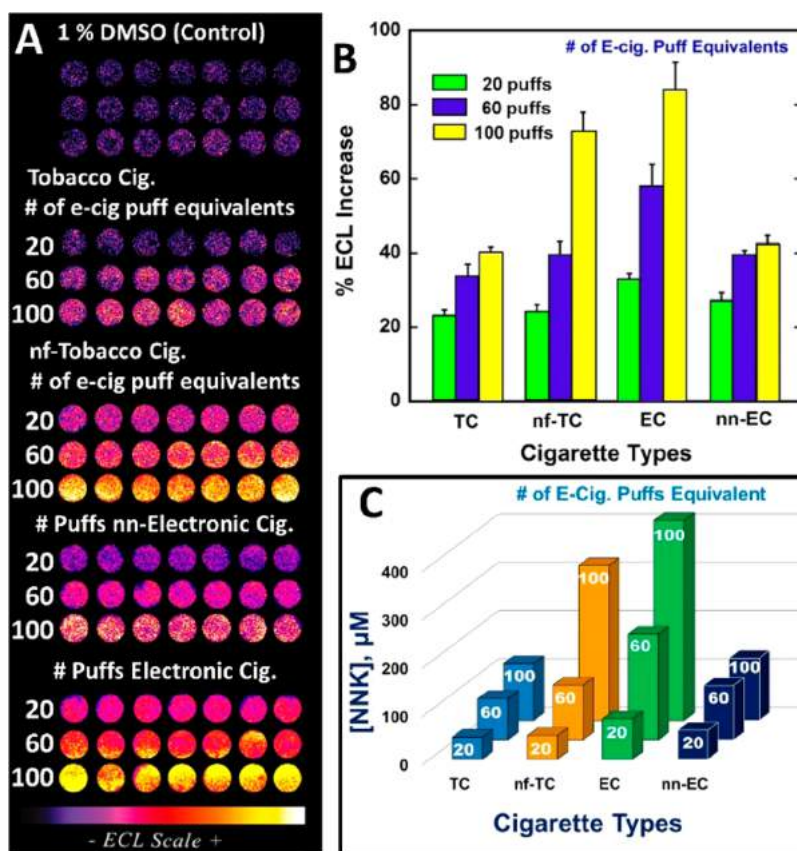 A
1 % DMSO (Control)
Tobacco Cig.
# of e-cig puff equivalents
20
60
100
nf-Tobacco Cig.
# of e-cig puff equivalents
20
60
100
# Puffs nn-Electronic Cig.
20
60
100
# Puffs Electronic Cig.
20
60
100
- ECL Scale +
B
# of E-cig. Puff Equivalents
20 puffs
60 puffs
100 puffs
% ECL Increase
100
80
60
40
20
0
TC nf-TC EC nn-EC
Cigarette Types
C
# of E-Cig. Puffs Equivalent
[NNK], µM
400
300
200
100
0
20 60 100
20 60 100
20 60 100
20 60 100
TC nf-TC EC nn-EC
Cigarette Types